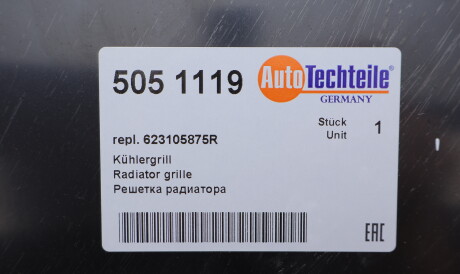 505 1119
AutoTechteile®
GERMANY
Stück
Unit 1
repl. 623105875R
Kühlergrill
Radiator grille
Решетка радиатора
EAC